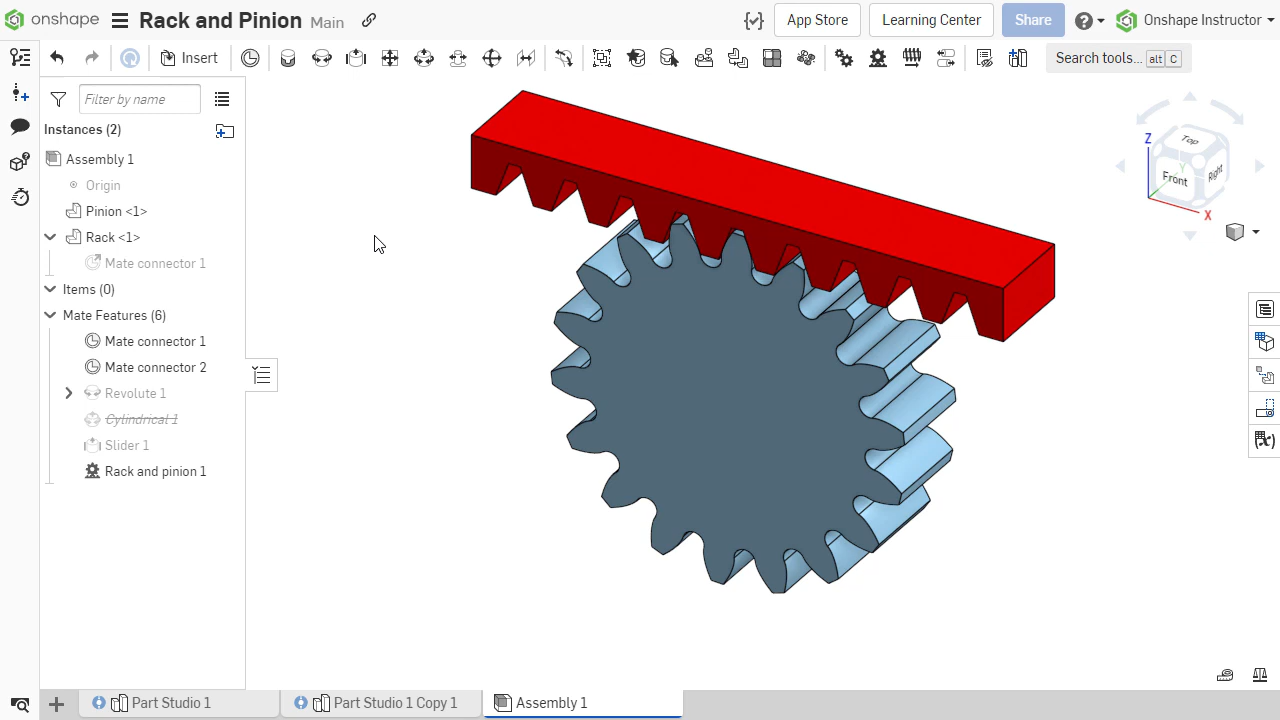 onshape Rack and Pinion Main App Store Learning Center Share Onshape Instructor
Insert Search tools... alt C
Filter by name
Instances (2)
Assembly 1
Origin
Pinion <1>
Rack <1>
Mate connector 1
Items (0)
Mate Features (6)
Mate connector 1
Mate connector 2
Revolute 1
Cylindrical 1
Slider 1
Rack and pinion 1
Z
Top
Y
Front Right
X
Part Studio 1 Part Studio 1 Copy 1 Assembly 1